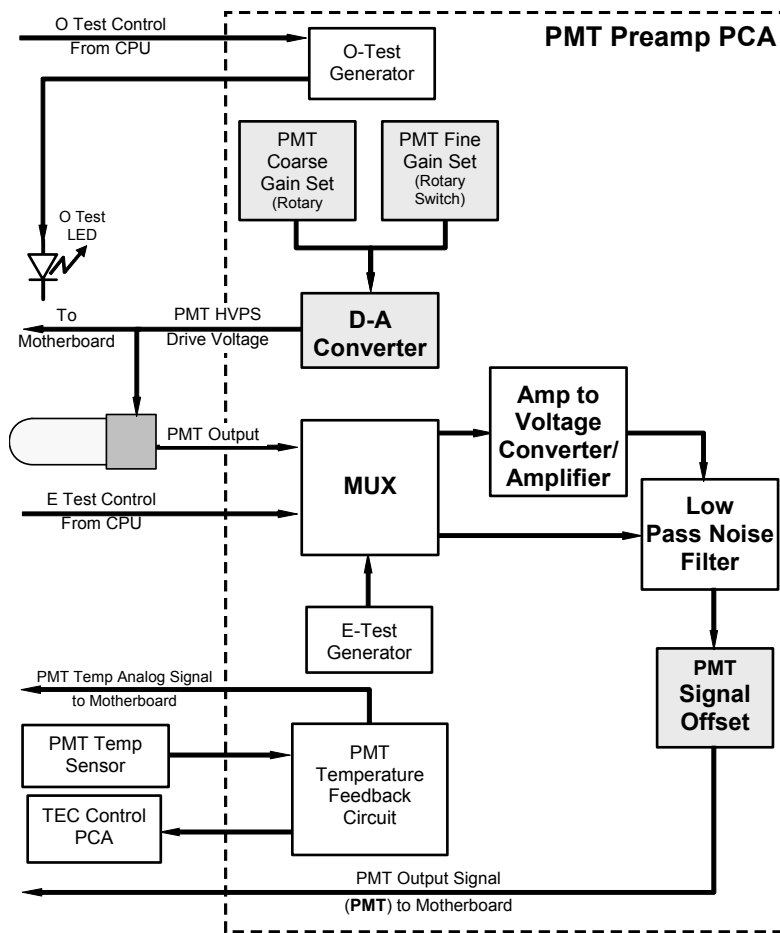 O Test Control
From CPU
O-Test
Generator
PMT Preamp PCA
PMT
Coarse
Gain Set
(Rotary
PMT Fine
Gain Set
(Rotary
Switch)
O Test
LED
To
Motherboard
PMT HVPS
Drive Voltage
D-A
Converter
Amp to
Voltage
Converter/
Amplifier
PMT Output
MUX
E Test Control
From CPU
Low
Pass Noise
Filter
E-Test
Generator
PMT
Signal
Offset
PMT Temp Analog Signal
to Motherboard
PMT Temp
Sensor
PMT
Temperature
Feedback
Circuit
TEC Control
PCA
PMT Output Signal
(PMT) to Motherboard